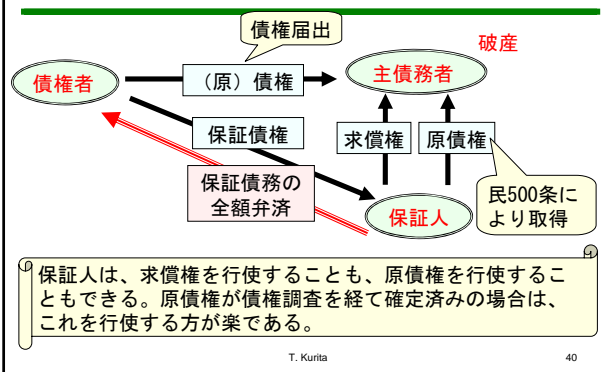 債権届出
破産
債権者
（原）債権
主債務者
保証債権
求償権
原債権
保証債務の
全額弁済
保証人
民500条に
より取得
保証人は、求償権を行使することも、原債権を行使するこ
ともできる。原債権が債権調査を経て確定済みの場合は、
これを行使する方が楽である。
T. Kurita
40